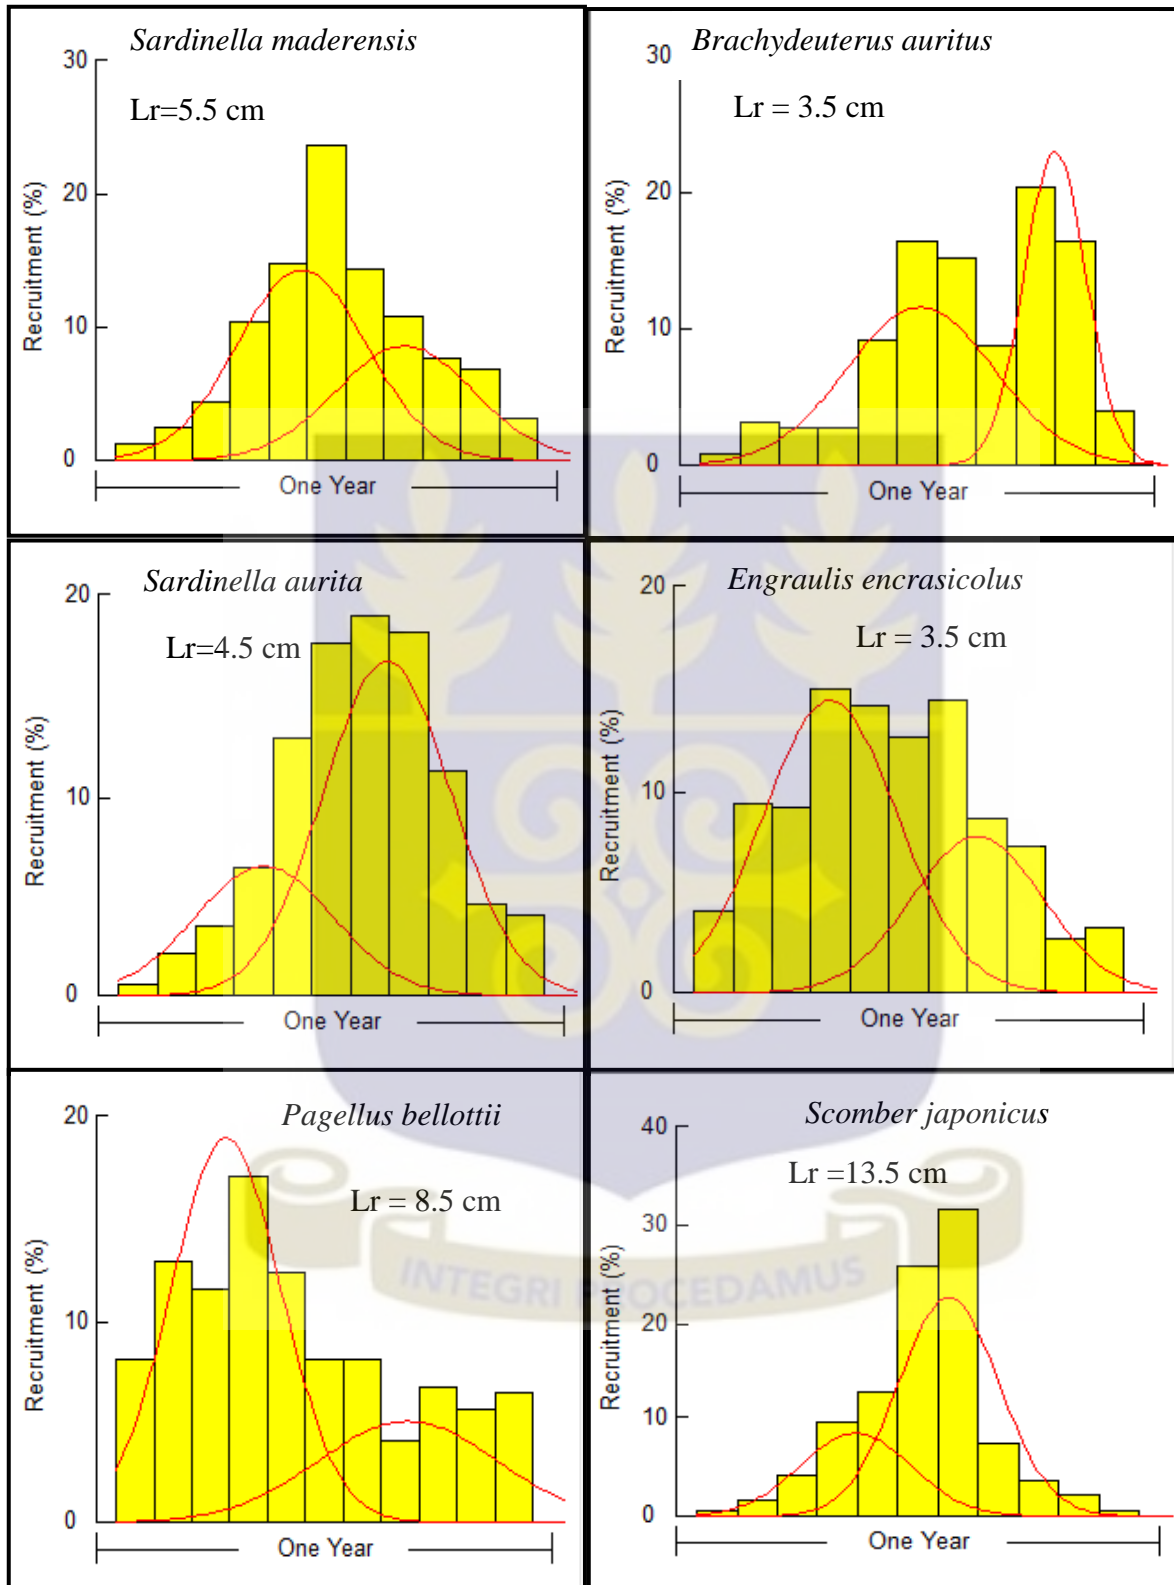 Sardinella maderensis
Lr=5.5 cm
30
20
10
0
Recruitment (%)
One Year
Brachydeuterus auritus
Lr = 3.5 cm
30
20
10
0
Recruitment (%)
One Year
Sardinella aurita
Lr=4.5 cm
20
10
0
Recruitment (%)
One Year
Engraulis encrasicolus
Lr = 3.5 cm
20
10
0
Recruitment (%)
One Year
Pagellus bellottii
Lr = 8.5 cm
20
10
0
Recruitment (%)
One Year
Scomber japonicus
Lr =13.5 cm
40
30
20
10
0
Recruitment (%)
One Year
INTEGRI PROCEDAMUS